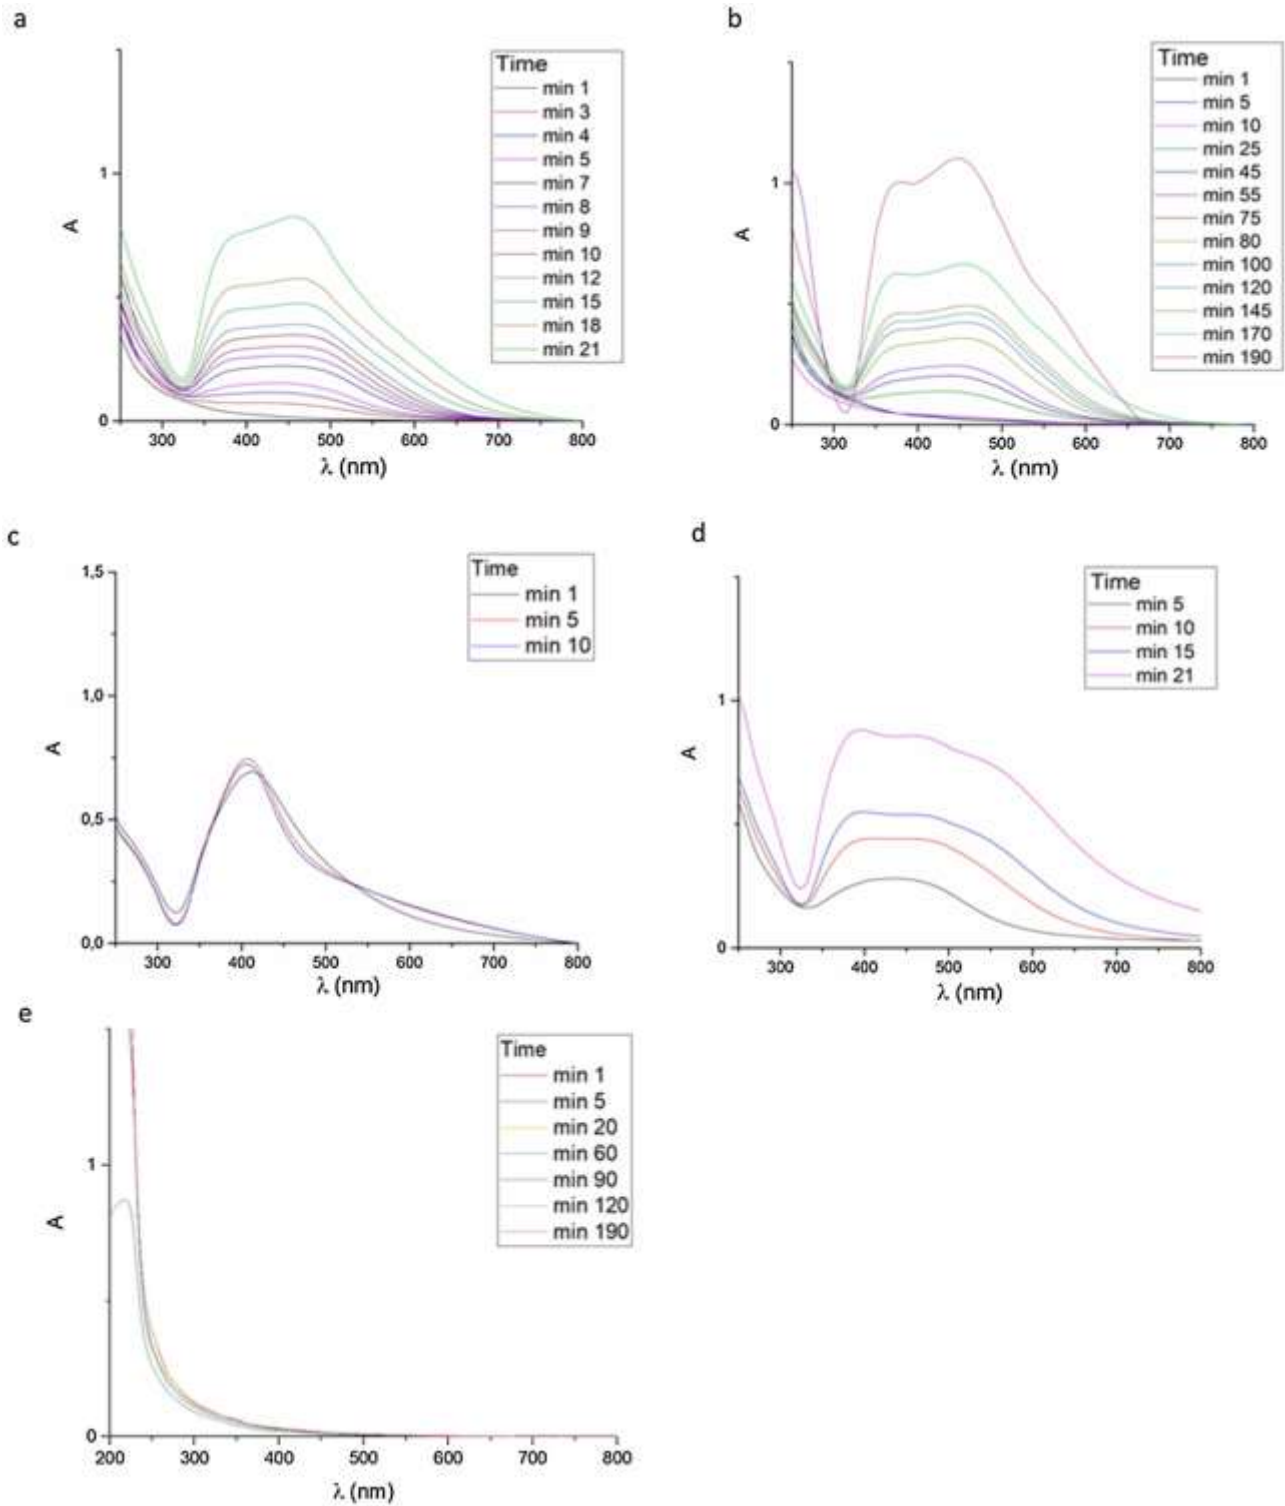 a
Time
min 1
min 3
min 4
min 5
min 7
min 8
min 9
min 10
min 12
min 15
min 18
min 21
1
0
A
300 400 500 600 700 800
λ (nm)
b
Time
min 1
min 5
min 10
min 25
min 45
min 55
min 75
min 80
min 100
min 120
min 145
min 170
min 190
1
0
A
300 400 500 600 700 800
λ (nm)
c
Time
min 1
min 5
min 10
1,5
1,0
0,5
0,0
A
300 400 500 600 700 800
λ (nm)
d
Time
min 5
min 10
min 15
min 21
1
0
A
300 400 500 600 700 800
λ (nm)
e
Time
min 1
min 5
min 20
min 60
min 90
min 120
min 190
1
0
A
200 300 400 500 600 700 800
λ (nm)